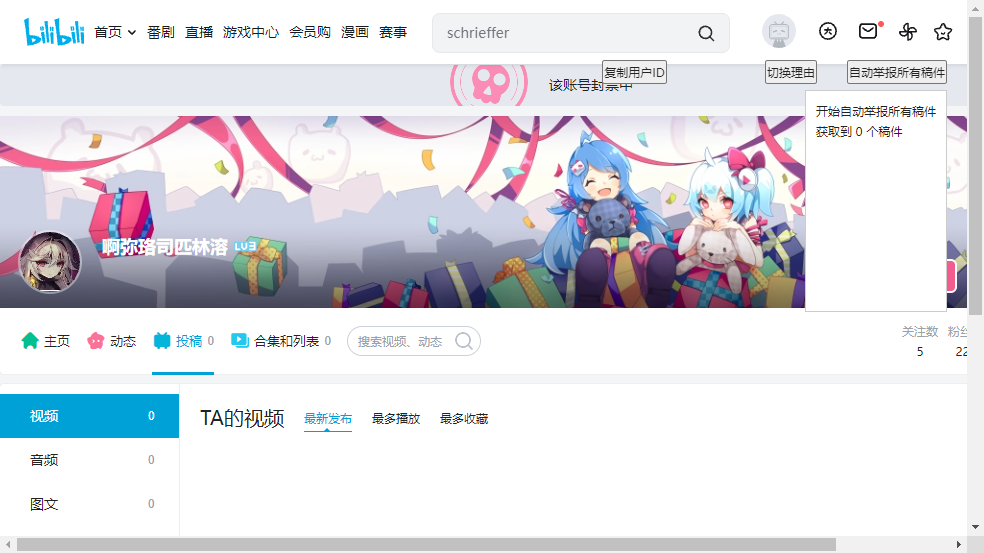 bilibili 首页 番剧 直播 游戏中心 会员购 漫画 赛事 schrieffer 大
复制用户ID 切换理由 自动举报所有稿件
该账号封禁中
开始自动举报所有稿件
获取到 0 个稿件
啊弥珞司匹林溶 LV3
主页 动态 投稿 0 合集和列表 0 搜索视频、动态 关注数 粉丝
5 22
视频 0 TA的视频 最新发布 最多播放 最多收藏
音频 0
图文 0